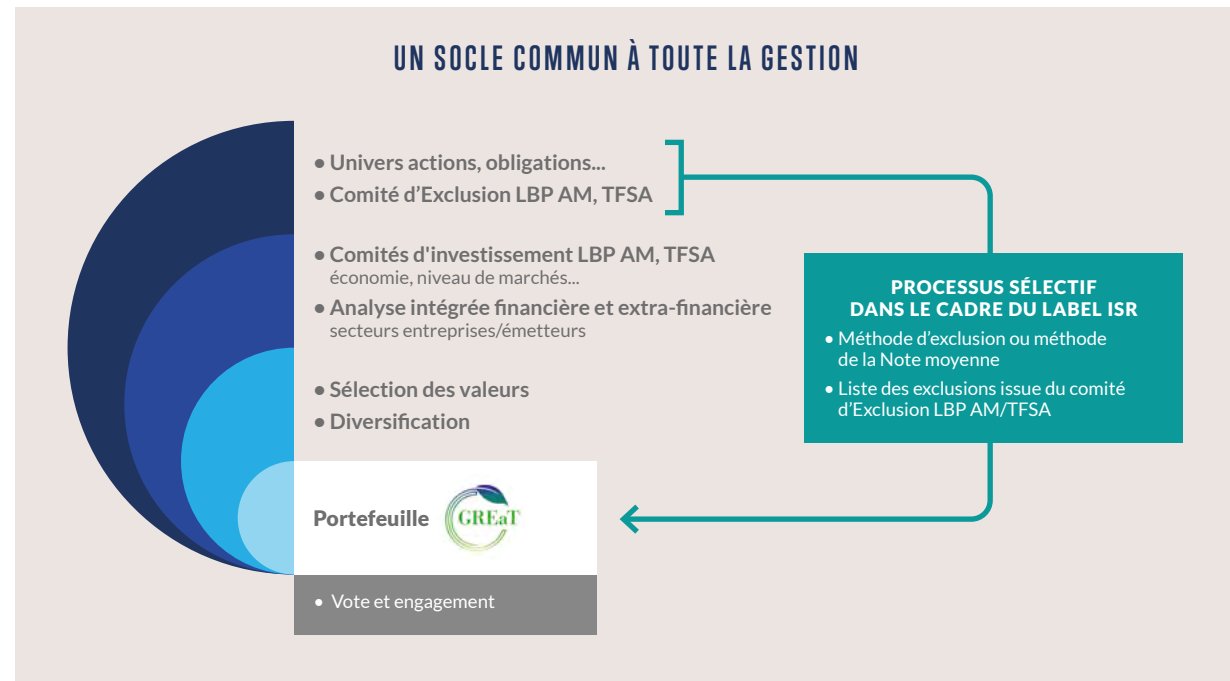 UN SOCLE COMMUN À TOUTE LA GESTION
• Univers actions, obligations...
• Comité d'Exclusion LBP AM, TFSA
• Comités d'investissement LBP AM, TFSA
économie, niveau de marchés...
• Analyse intégrée financière et extra-financière
secteurs entreprises/émetteurs
• Sélection des valeurs
• Diversification
Portefeuille
GREaT
• Vote et engagement
PROCESSUS SÉLECTIF
DANS LE CADRE DU LABEL ISR
• Méthode d'exclusion ou méthode
de la Note moyenne
• Liste des exclusions issue du comité
d'Exclusion LBP AM/TFSA